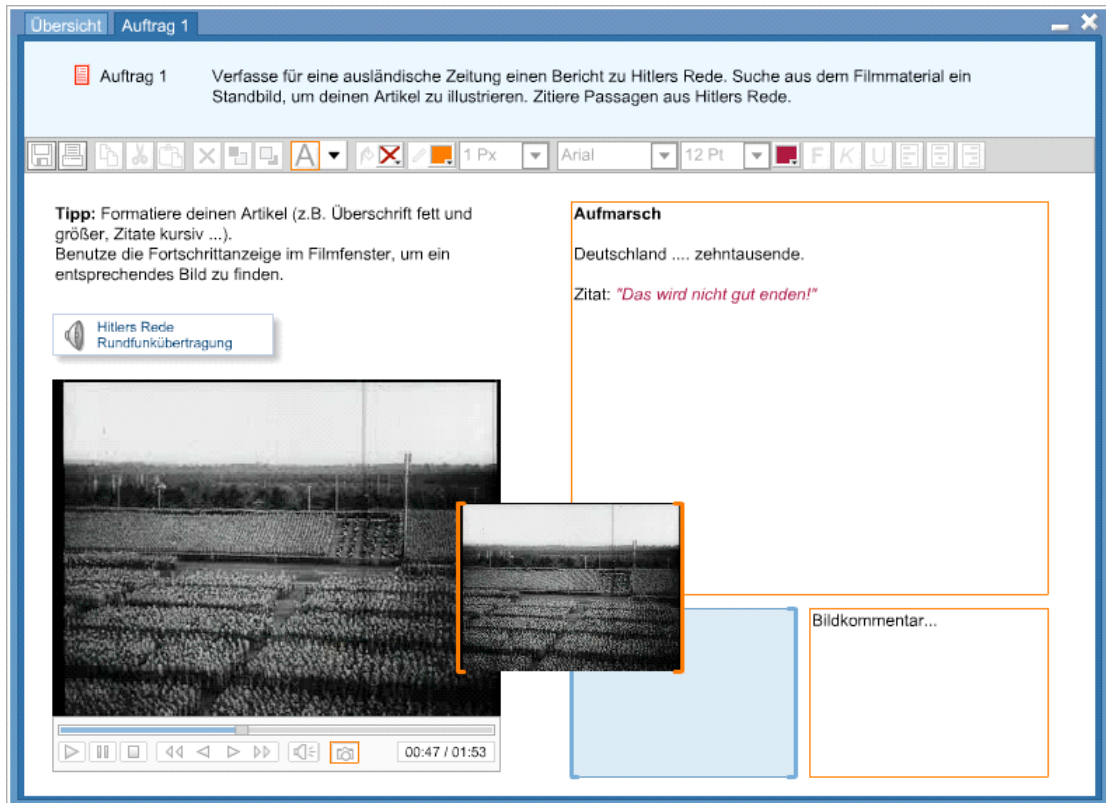 Übersicht
Auftrag 1
Auftrag 1
Verfasse für eine ausländische Zeitung einen Bericht zu Hitlers Rede. Suche aus dem Filmmaterial ein
Standbild, um deinen Artikel zu illustrieren. Zitiere Passagen aus Hitlers Rede.
A
1 Px
Arial
12 Pt
F
K
U
Tipp: Formatiere deinen Artikel (z.B. Überschrift fett und
größer, Zitate kursiv ...).
Benutze die Fortschrittanzeige im Filmfenster, um ein
entsprechendes Bild zu finden.
Hitlers Rede
Rundfunkübertragung
00:47 / 01:53
Aufmarsch
Deutschland .... zehntausende.
Zitat: "Das wird nicht gut enden!"
Bildkommentar...